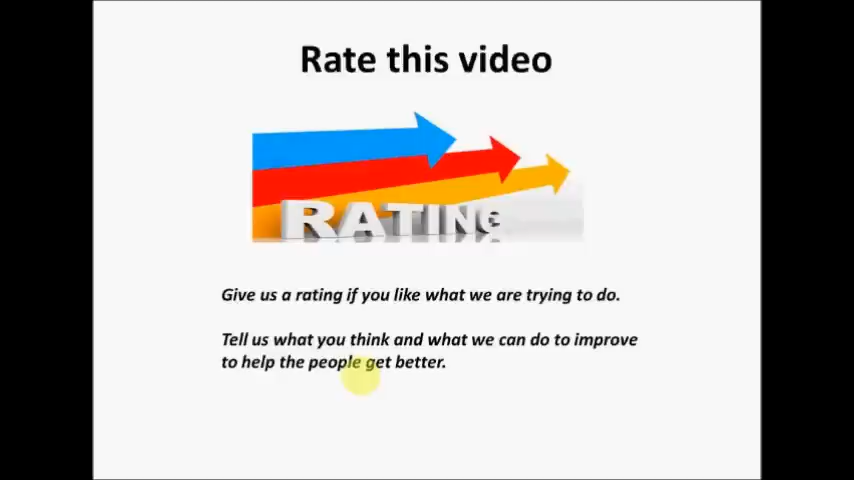 Rate this video
RATING
Give us a rating if you like what we are trying to do.
Tell us what you think and what we can do to improve
to help the people get better.